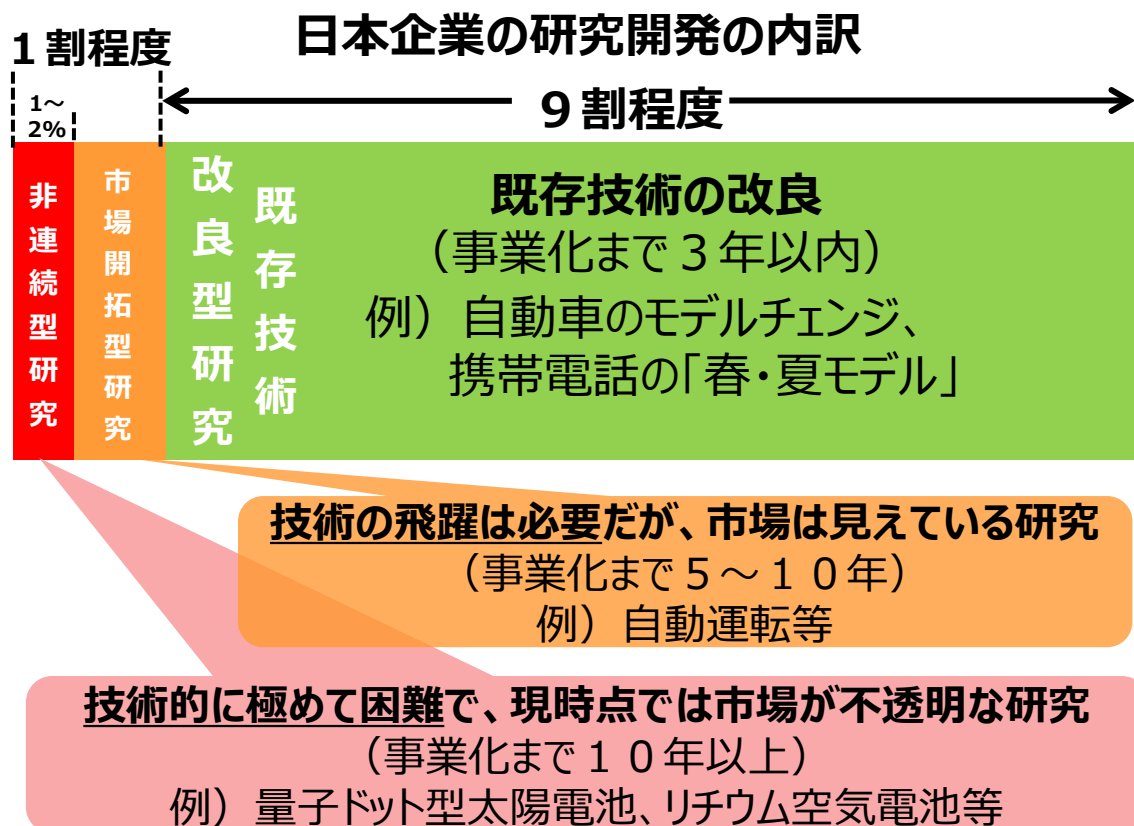 日本企業の研究開発の内訳
１割程度
1～
2%
９割程度
非連続型研究
市場開拓型研究
既存技術
改良型研究
既存技術の改良
（事業化まで３年以内）
例）自動車のモデルチェンジ、
携帯電話の「春・夏モデル」
技術の飛躍は必要だが、市場は見えている研究
（事業化まで５～１０年）
例）自動運転等
技術的に極めて困難で、現時点では市場が不透明な研究
（事業化まで１０年以上）
例）量子ドット型太陽電池、リチウム空気電池等